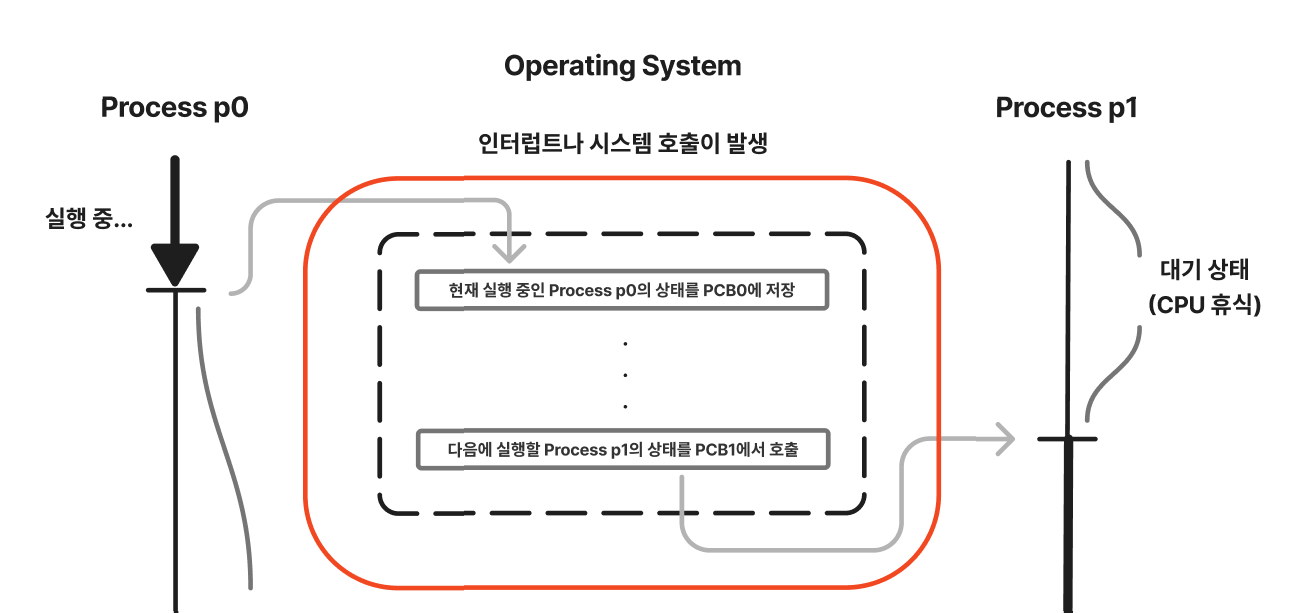 Operating System
Process p0
Process p1
인터럽트나 시스템 호출이 발생
실행 중...
대기 상태
(CPU 휴식)
현재 실행 중인 Process p0의 상태를 PCB0에 저장
다음에 실행할 Process p1의 상태를 PCB1에서 호출